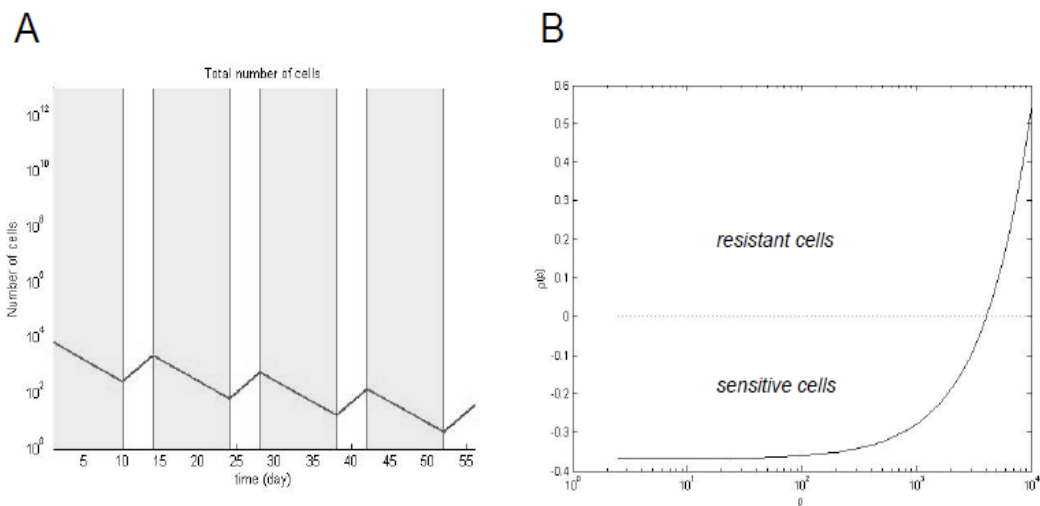 A
Total number of cells
Number of cells
10^12
10^10
10^8
10^6
10^4
10^2
10^0
5 10 15 20 25 30 35 40 45 50 55
time (day)
B
0.6
0.5
0.4
0.3
0.2
0.1
0
-0.1
-0.2
-0.3
-0.4
resistant cells
sensitive cells
10^0 10^1 10^2 10^3 10^4